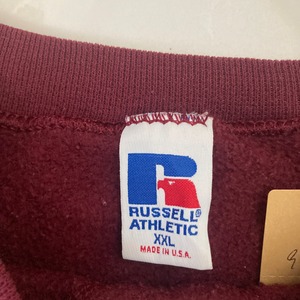 RUSSELL®
ATHLETIC
XXL
MADE IN U.S.A.